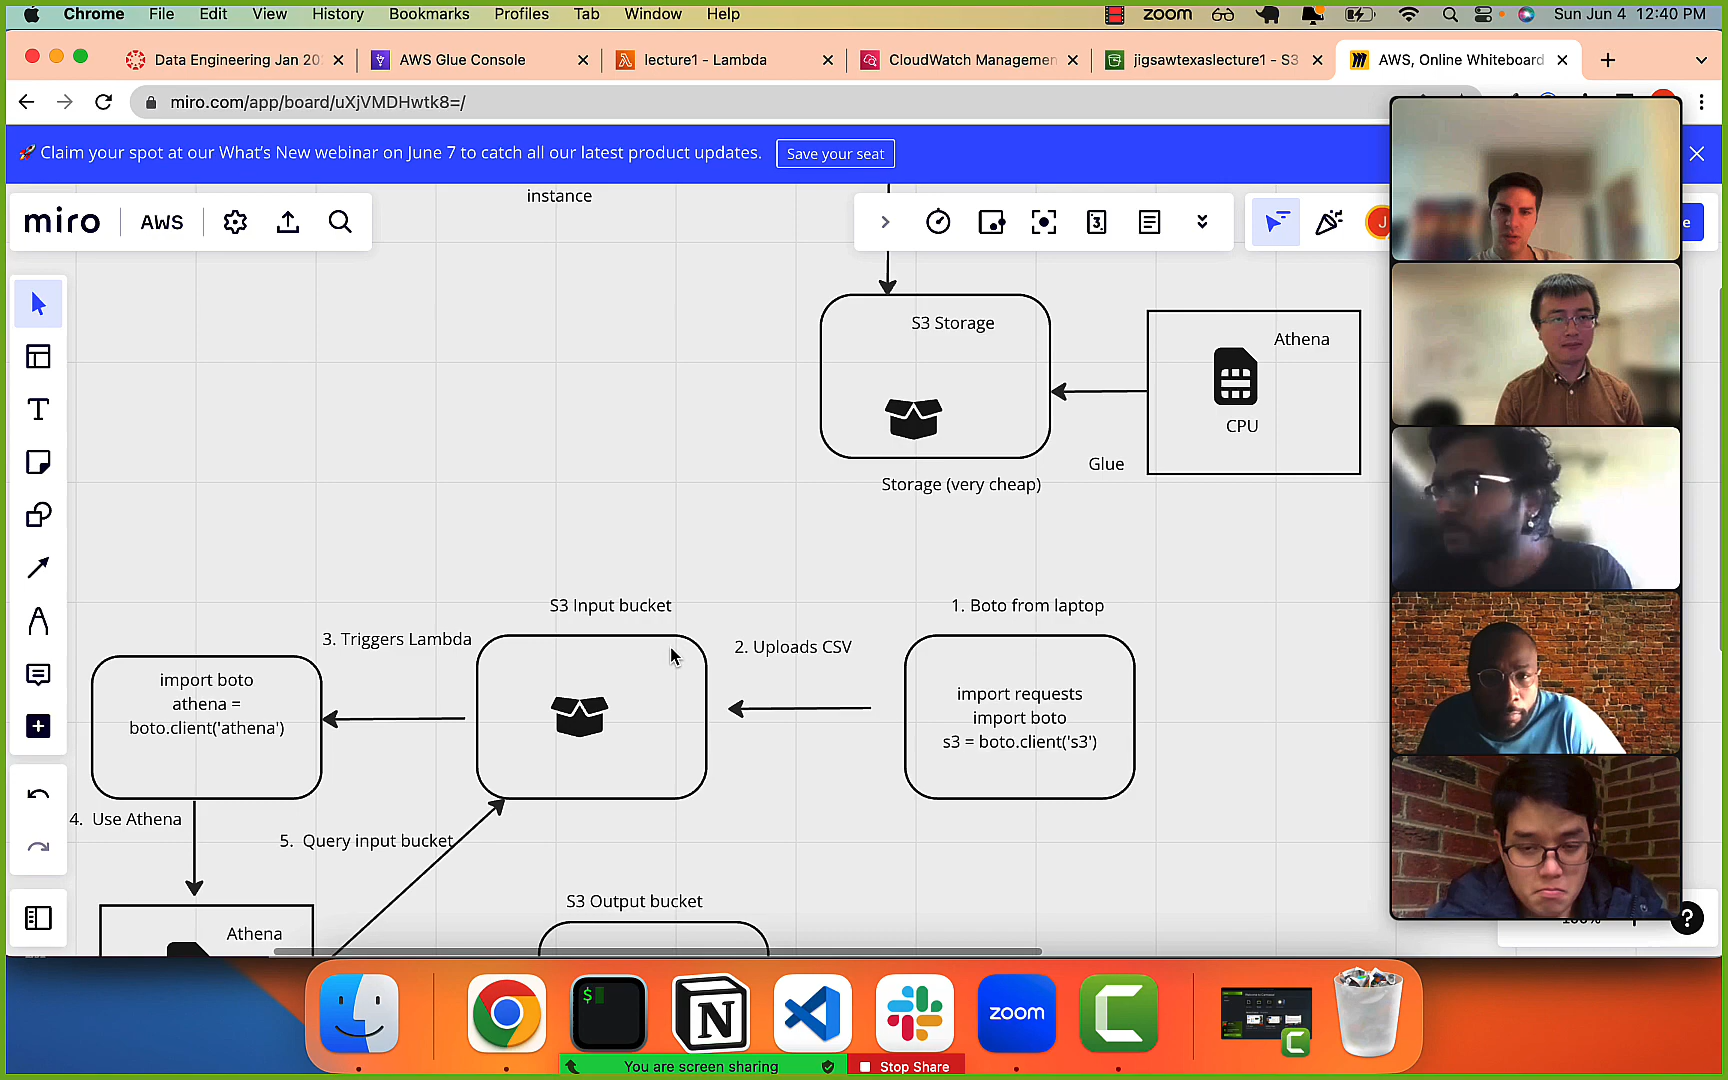 Chrome File Edit View History Bookmarks Profiles Tab Window Help zoom Sun Jun 4 12:40 PM
Data Engineering Jan 20 AWS Glue Console lecture1 - Lambda CloudWatch Managemen jigsawtexaslecture1 - S3 AWS, Online Whiteboard
miro.com/app/board/uXjVMDHwtk8=/
🚀 Claim your spot at our What's New webinar on June 7 to catch all our latest product updates. Save your seat
instance
miro AWS
3
J
e
S3 Storage
Athena
CPU
Glue
Storage (very cheap)
S3 Input bucket
1. Boto from laptop
3. Triggers Lambda
2. Uploads CSV
import boto
athena =
boto.client('athena')
import requests
import boto
s3 = boto.client('s3')
4. Use Athena
5. Query input bucket
S3 Output bucket
Athena
?
$
N
zoom
C
C
You are screen sharing Stop Share